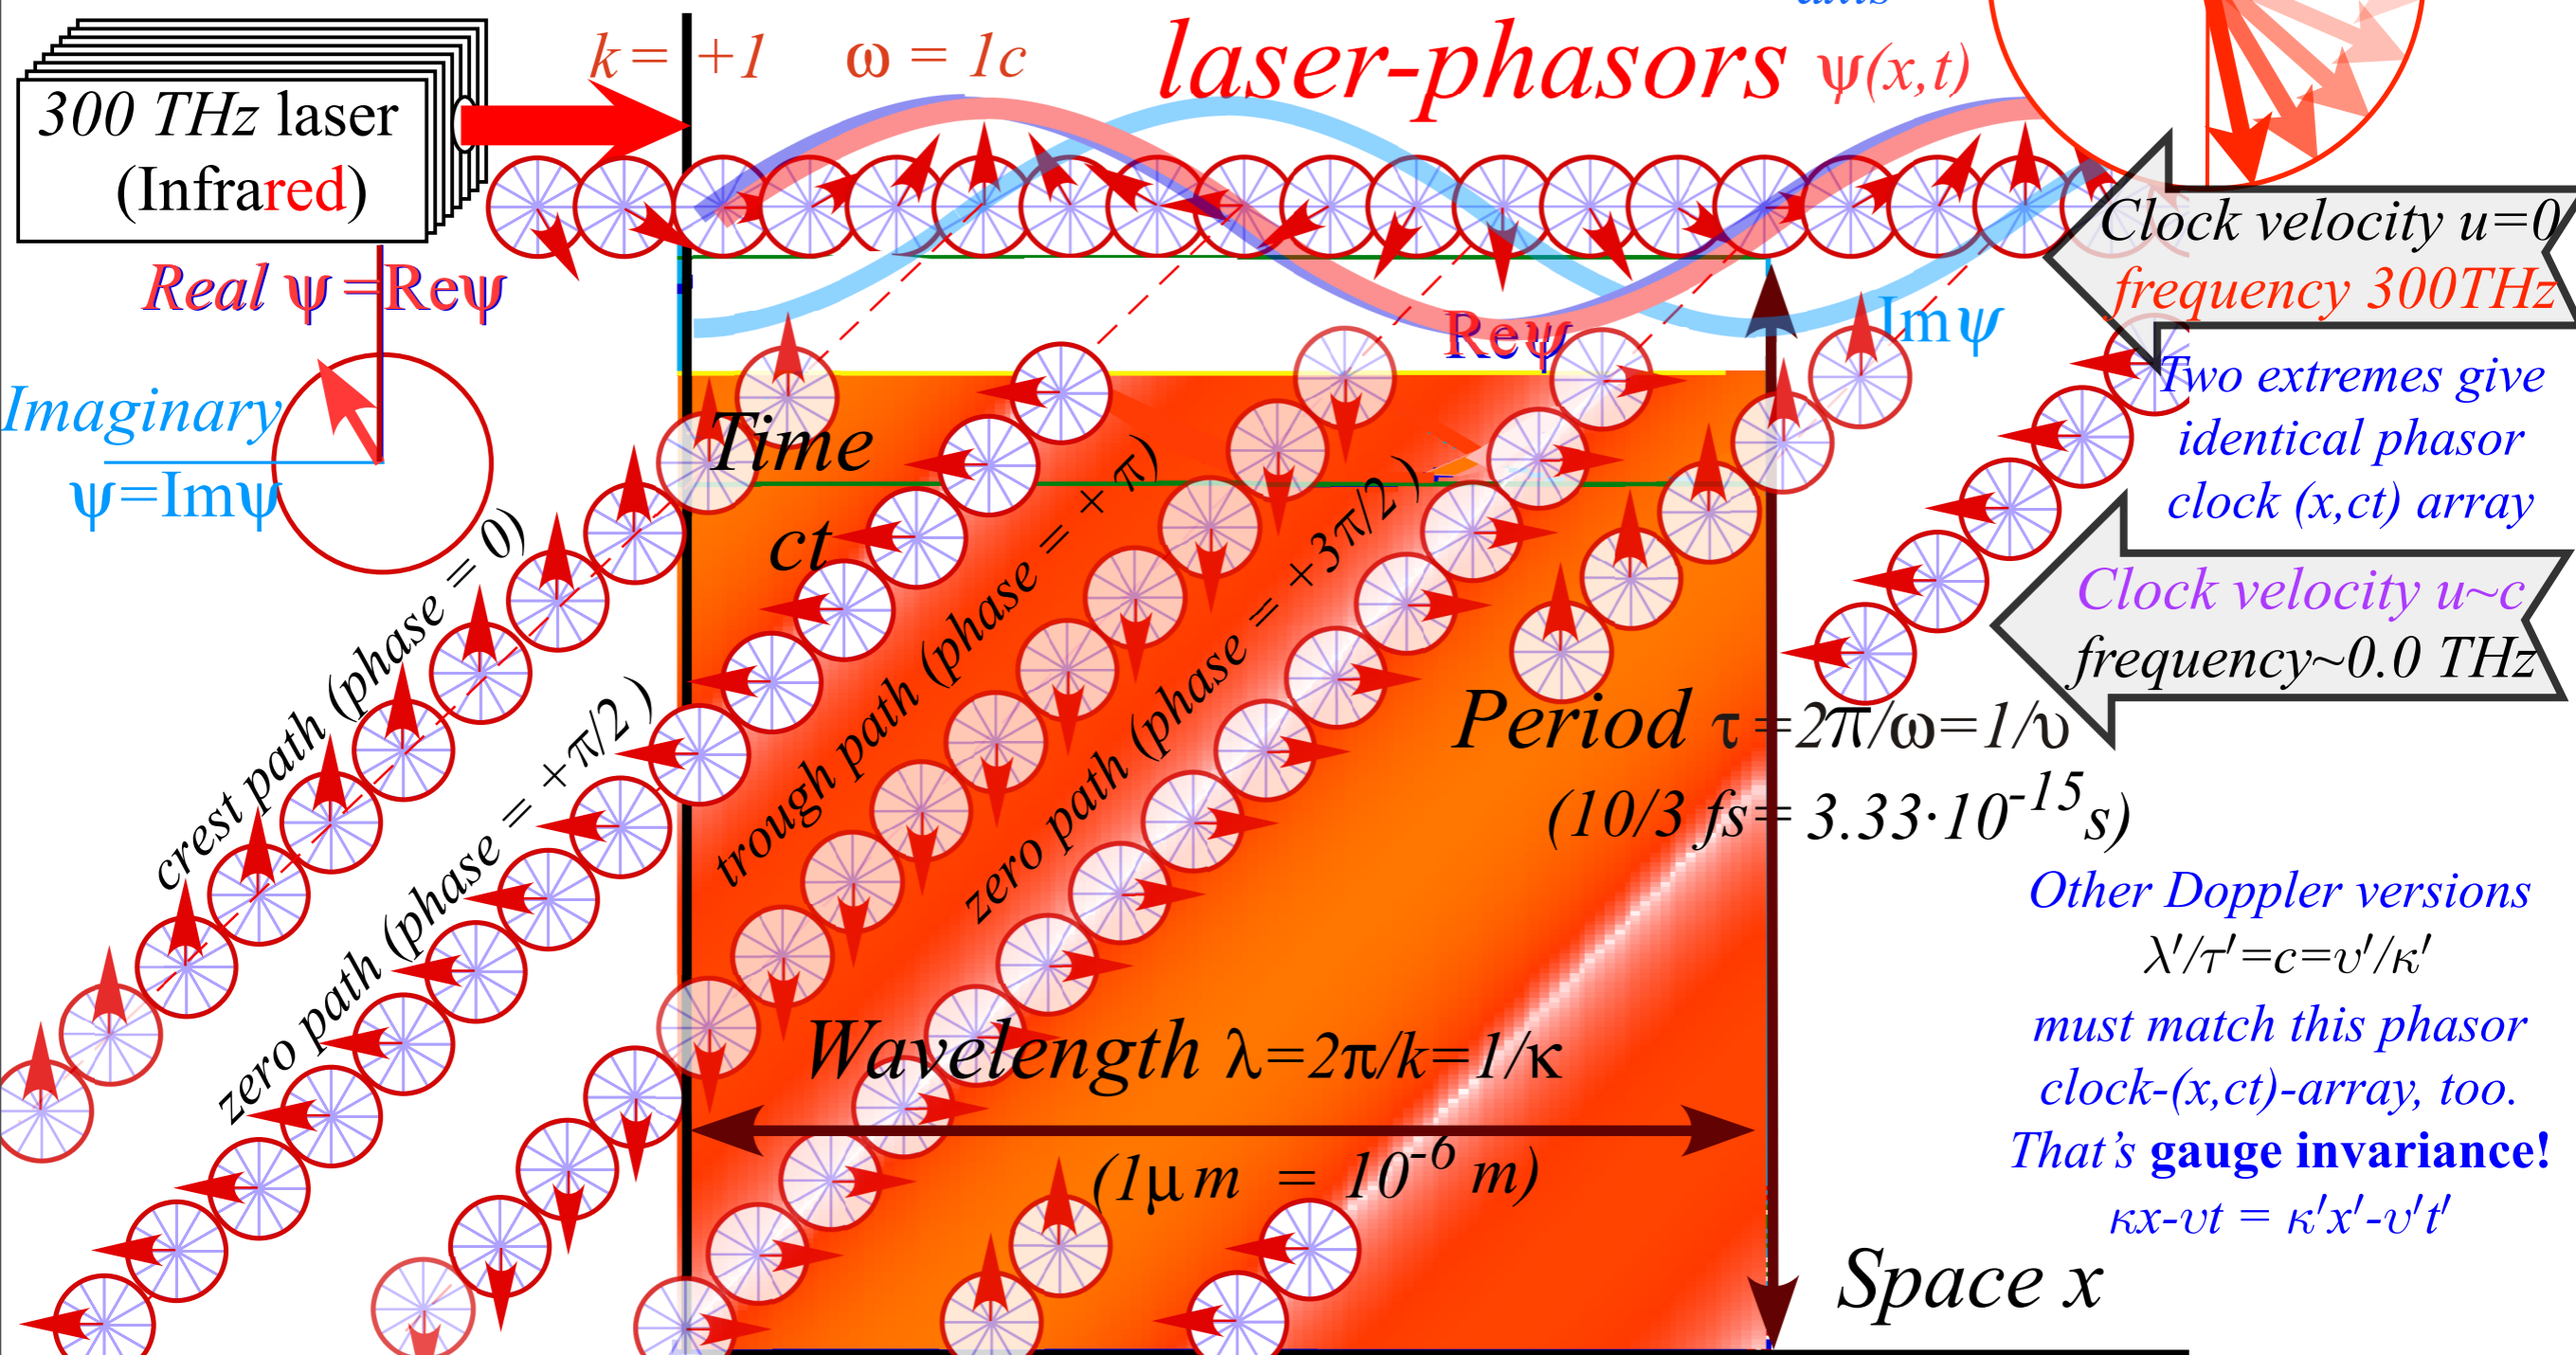 k = +1 ω = 1c
laser-phasors ψ(x,t)
300 THz laser
(Infrared)
Real ψ=Reψ
Imaginary
ψ=Imψ
Clock velocity u=0
frequency 300THz
Reψ
Imψ
Two extremes give
identical phasor
clock (x,ct) array
Time
ct
Clock velocity u~c
frequency~0.0 THz
crest path (phase = 0)
zero path (phase = +π/2 )
trough path (phase = + π)
zero path (phase = +3π/2 )
Period τ =2π/ω=1/υ
(10/3 fs= 3.33·10-15s)
Other Doppler versions
λ′/τ′=c=υ′/κ′
must match this phasor
clock-(x,ct)-array, too.
That’s gauge invariance!
κx-υt = κ′x′-υ′t′
Wavelength λ=2π/k=1/κ
(1μm = 10-6 m)
Space x